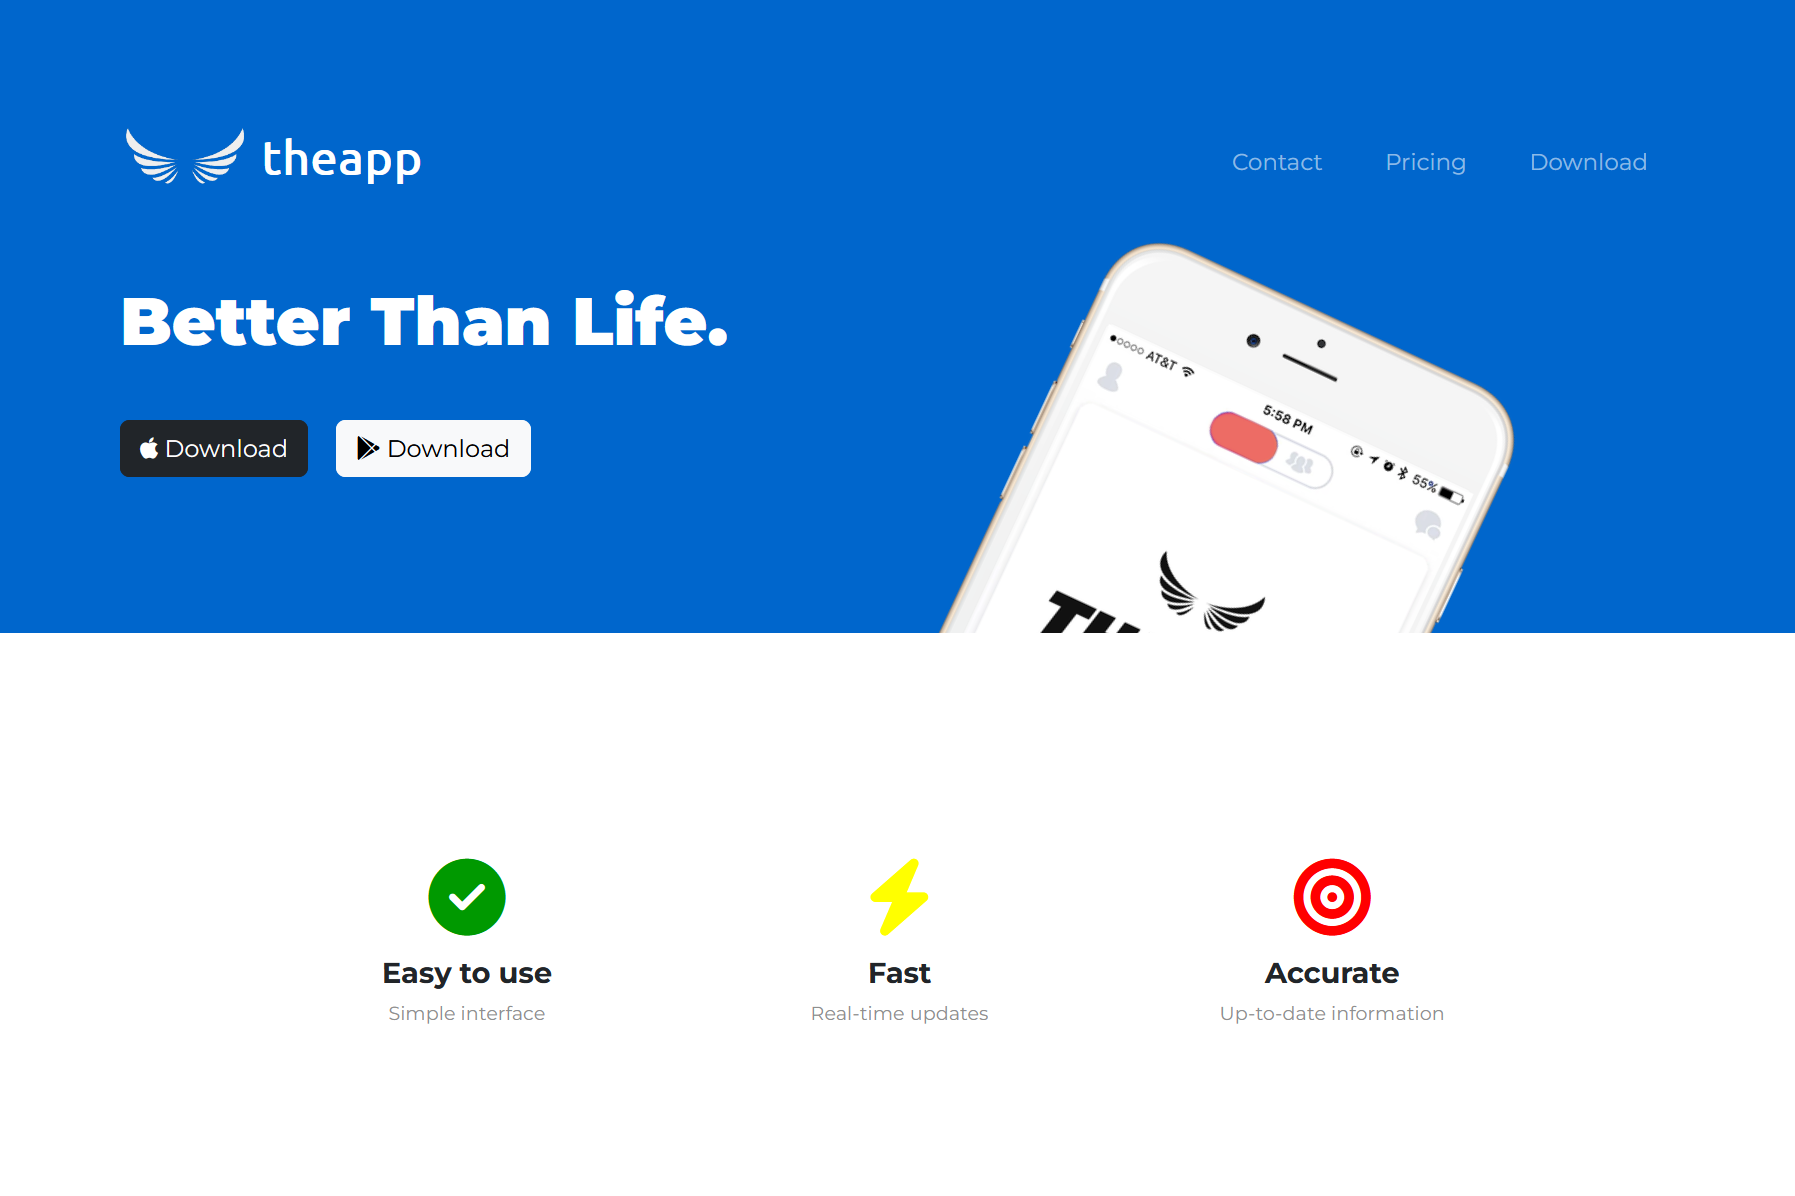 theapp
Contact
Pricing
Download
Better Than Life.
Download
Download
AT&T
5:58 PM
55%
Easy to use
Simple interface
Fast
Real-time updates
Accurate
Up-to-date information